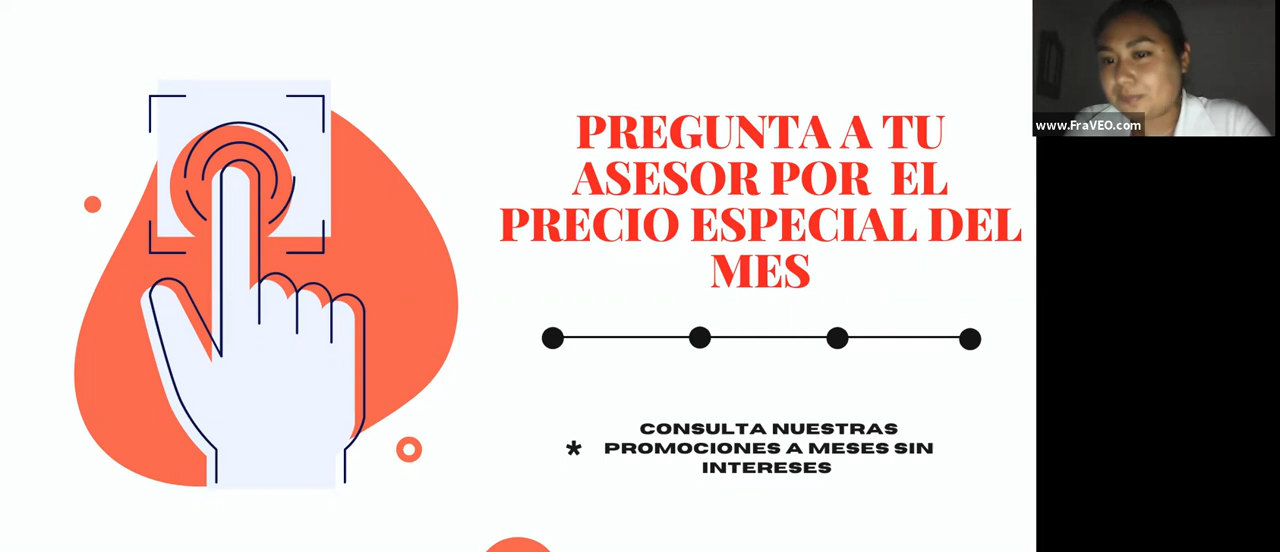 PREGUNTA A TU
ASESOR POR EL
PRECIO ESPECIAL DEL
MES
* CONSULTA NUESTRAS
PROMOCIONES A MESES SIN
INTERESES
www.FraVEO.com